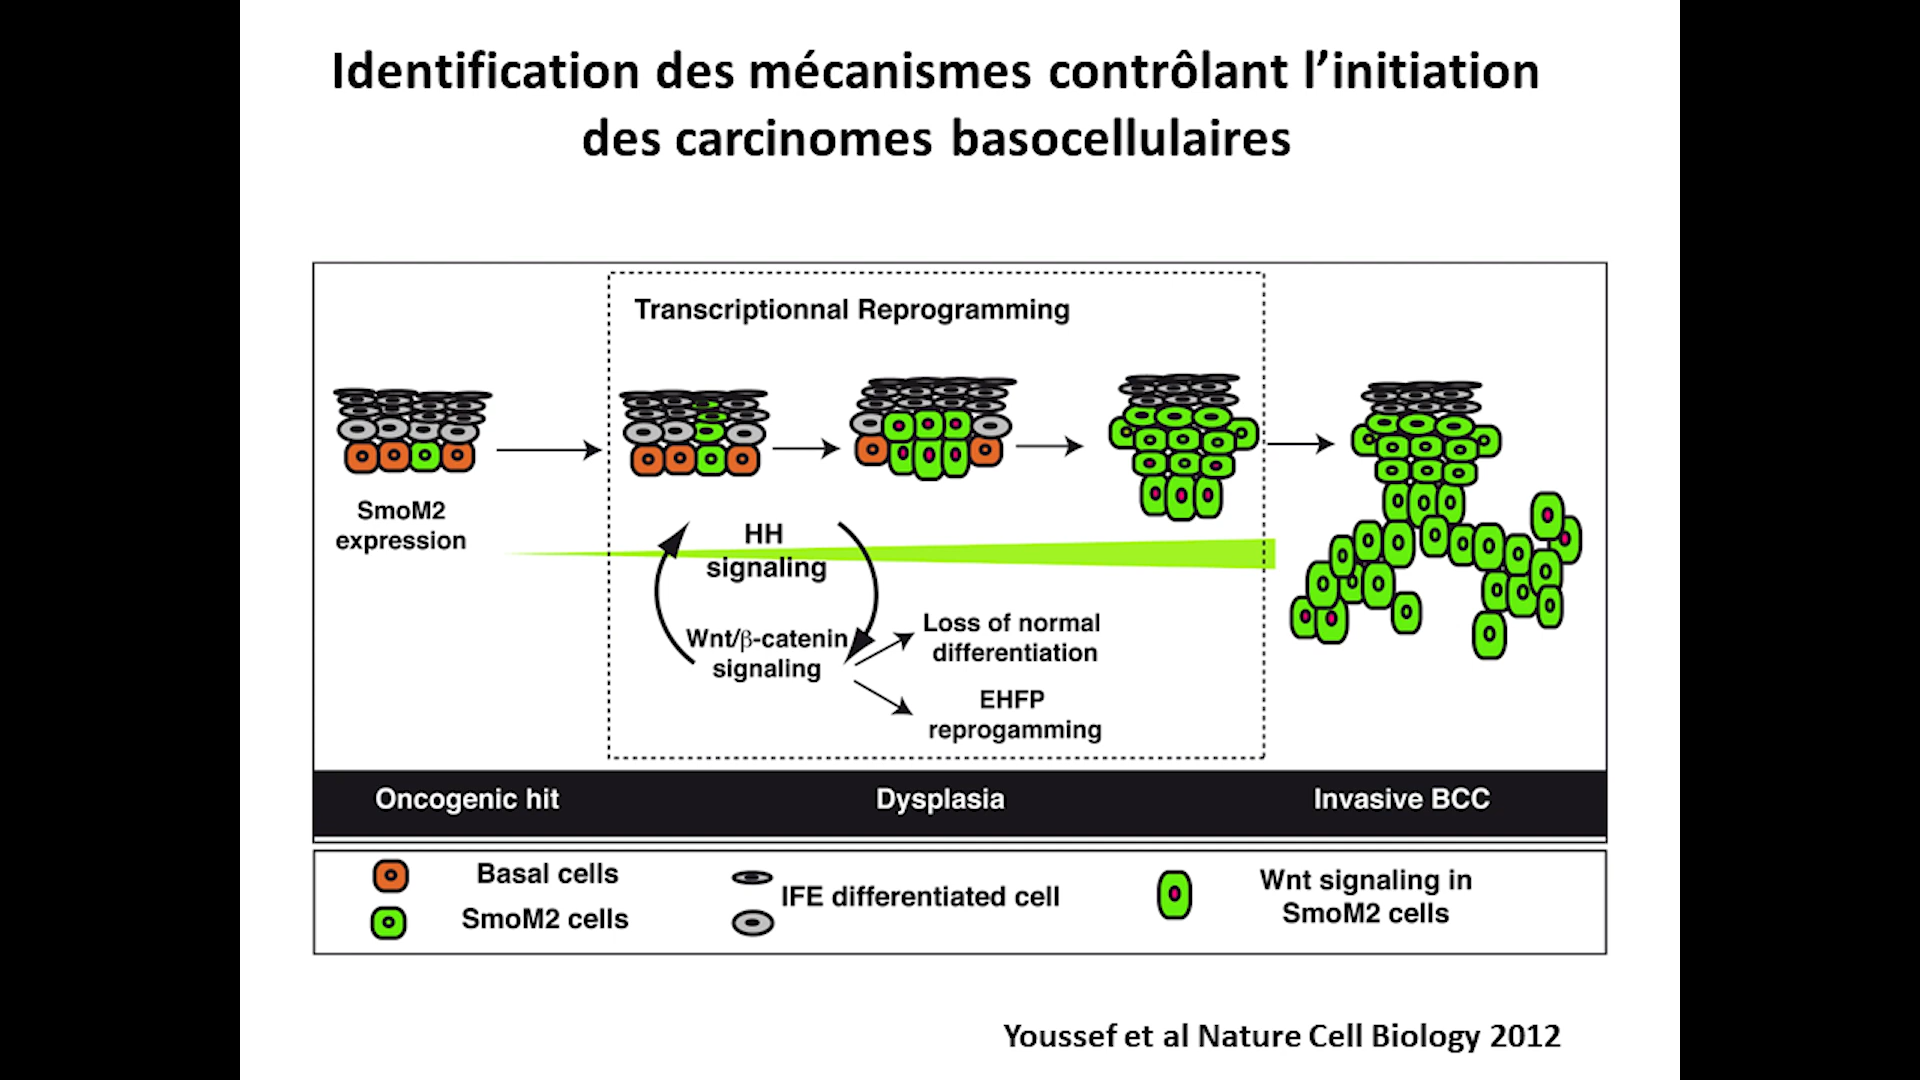 Identification des mécanismes contrôlant l’initiation
des carcinomes basocellulaires
Transcriptionnal Reprogramming
SmoM2
expression
HH
signaling
Wnt/β-catenin
signaling
Loss of normal
differentiation
EHFP
reprogamming
Oncogenic hit
Dysplasia
Invasive BCC
Basal cells
SmoM2 cells
IFE differentiated cell
Wnt signaling in
SmoM2 cells
Youssef et al Nature Cell Biology 2012